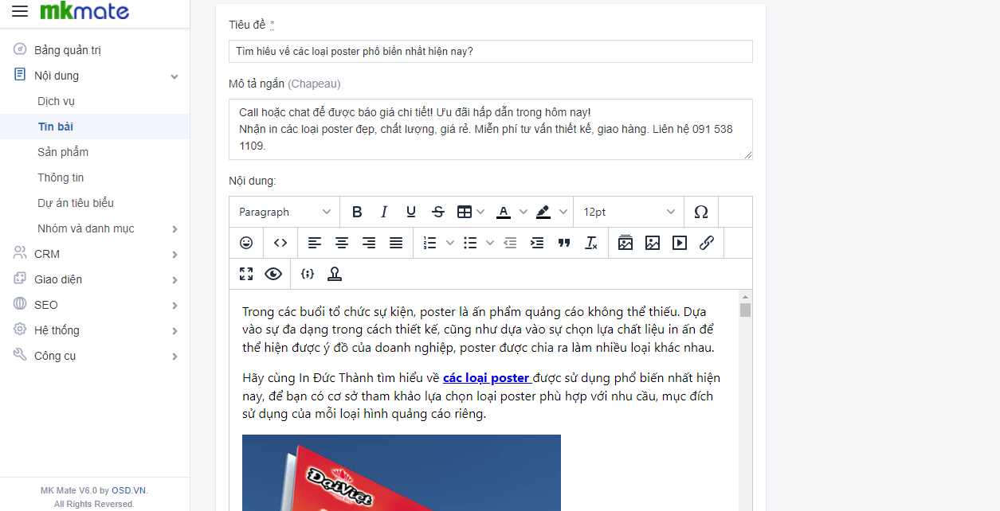 mkmate
Bảng quản trị
Nội dung
Dịch vụ
Tin bài
Sản phẩm
Thông tin
Dự án tiêu biểu
Nhóm và danh mục
CRM
Giao diện
SEO
Hệ thống
Công cụ
MK Mate V6.0 by OSD.VN.
All Rights Reversed.
Tiêu đề *
Tìm hiểu về các loại poster phổ biến nhất hiện nay?
Mô tả ngắn (Chapeau)
Call hoặc chat để được báo giá chi tiết! Ưu đãi hấp dẫn trong hôm nay!
Nhận in các loại poster đẹp, chất lượng, giá rẻ. Miễn phí tư vấn thiết kế, giao hàng. Liên hệ 091 538
1109.
Nội dung:
Paragraph B I U S A 12pt Ω
Trong các buổi tổ chức sự kiện, poster là ấn phẩm quảng cáo không thể thiếu. Dựa
vào sự đa dạng trong cách thiết kế, cũng như dựa vào sự chọn lựa chất liệu in ấn để
thể hiện được ý đồ của doanh nghiệp, poster được chia ra làm nhiều loại khác nhau.
Hãy cùng In Đức Thành tìm hiểu về các loại poster được sử dụng phổ biến nhất hiện
nay, để bạn có cơ sở tham khảo lựa chọn loại poster phù hợp với nhu cầu, mục đích
sử dụng của mỗi loại hình quảng cáo riêng.
ĐạiViệt